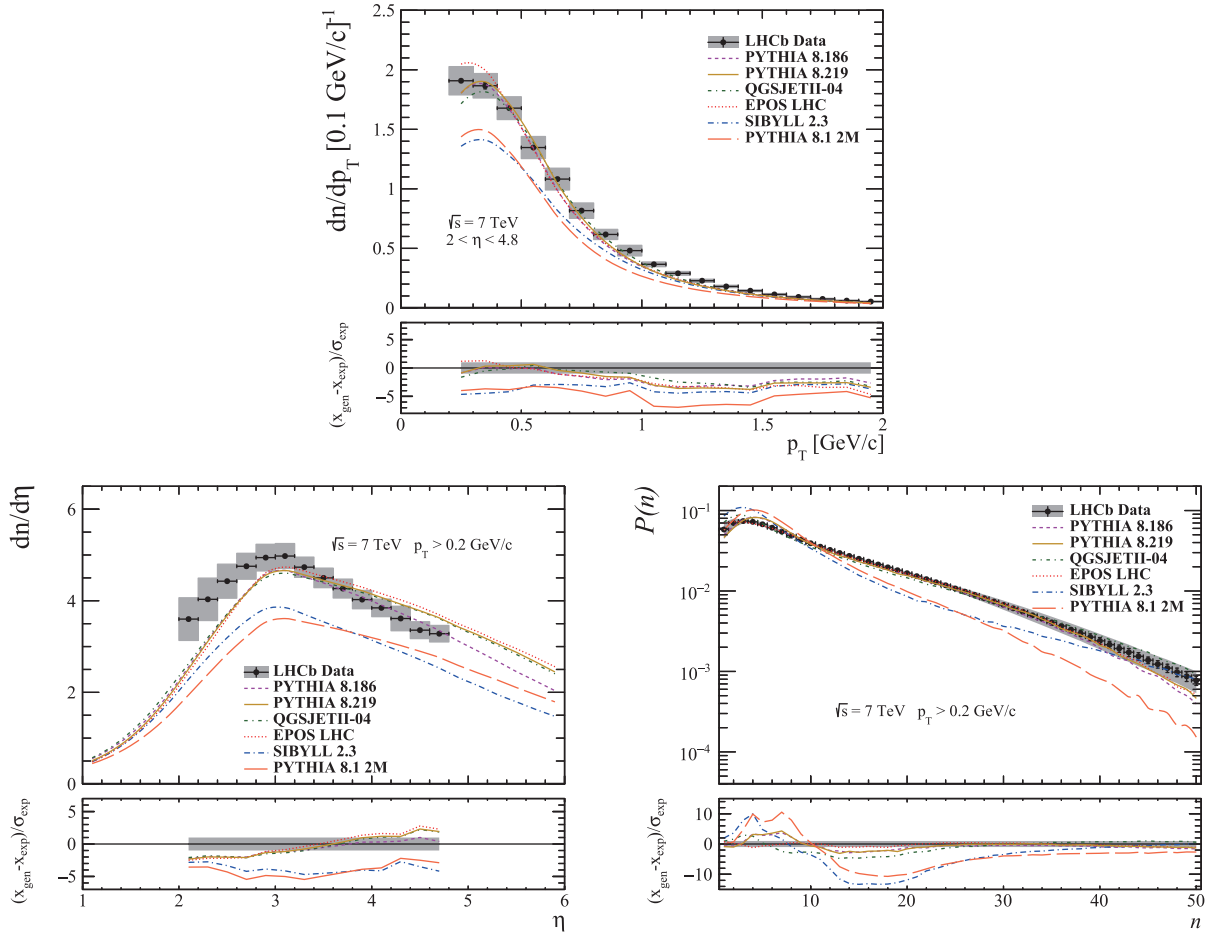 dn/dp_T [0.1 GeV/c]^-1
2.5
2
1.5
1
0.5
0
LHCb Data
PYTHIA 8.186
PYTHIA 8.219
QGSJETII-04
EPOS LHC
SIBYLL 2.3
PYTHIA 8.1 2M
√s = 7 TeV
2 < η < 4.8
(x_gen-x_exp)/σ_exp
5
0
−5
0 0.5 1 1.5 2
p_T [GeV/c]
dn/dη
6
4
2
0
√s = 7 TeV p_T > 0.2 GeV/c
LHCb Data
PYTHIA 8.186
PYTHIA 8.219
QGSJETII-04
EPOS LHC
SIBYLL 2.3
PYTHIA 8.1 2M
(x_gen-x_exp)/σ_exp
5
0
−5
1 2 3 4 5 6
η
P(n)
10^−1
10^−2
10^−3
10^−4
LHCb Data
PYTHIA 8.186
PYTHIA 8.219
QGSJETII-04
EPOS LHC
SIBYLL 2.3
PYTHIA 8.1 2M
√s = 7 TeV p_T > 0.2 GeV/c
(x_gen-x_exp)/σ_exp
10
5
0
−5
−10
10 20 30 40 50
n